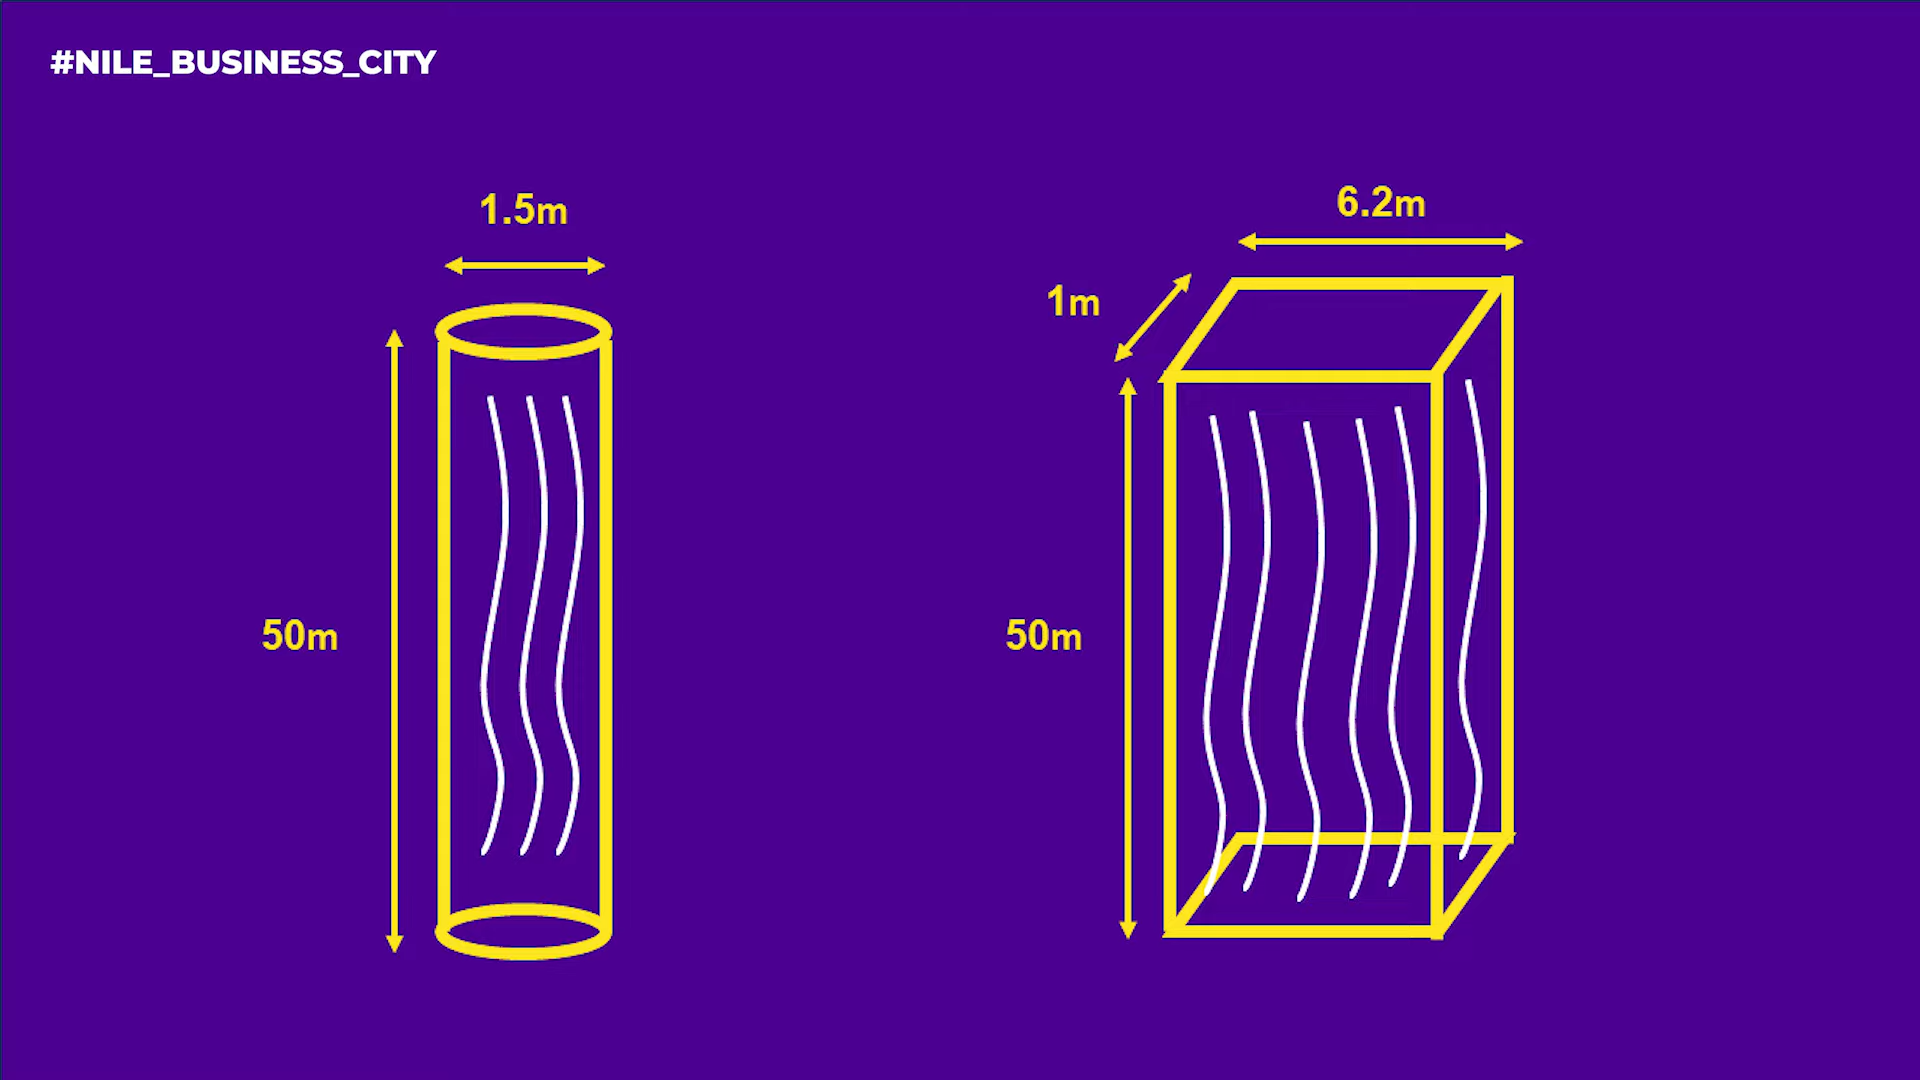 #NILE_BUSINESS_CITY
1.5m
6.2m
1m
50m
50m